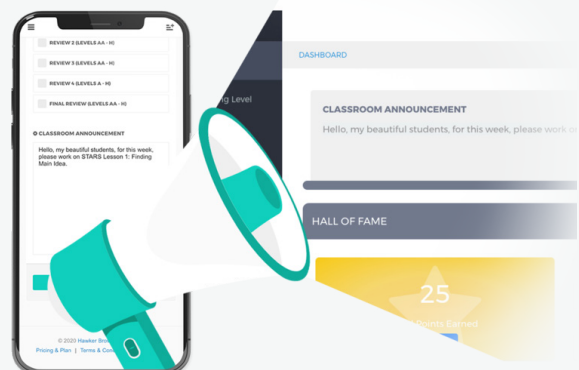 REVIEW 2 (LEVELS AA - H)
REVIEW 3 (LEVELS AA - H)
REVIEW 4 (LEVELS A - H)
FINAL REVIEW (LEVELS AA - H)
CLASSROOM ANNOUNCEMENT
Hello, my beautiful students, for this week,
please work on STARS Lesson 1: Finding
Main Idea.
© 2020 Hawker
Pricing & Plan | Terms &
Level
DASHBOARD
CLASSROOM ANNOUNCEMENT
Hello, my beautiful students, for this week, please work
HALL OF FAME
25
Points Earned